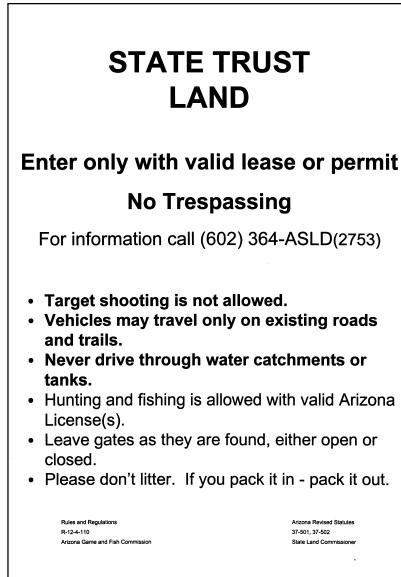 STATE TRUST
LAND
Enter only with valid lease or permit
No Trespassing
For information call (602) 364-ASLD(2753)
• Target shooting is not allowed.
• Vehicles may travel only on existing roads
and trails.
• Never drive through water catchments or
tanks.
• Hunting and fishing is allowed with valid Arizona
License(s).
• Leave gates as they are found, either open or
closed.
• Please don't litter. If you pack it in - pack it out.
Rules and Regulations
R-12-4-110
Arizona Game and Fish Commission
Arizona Revised Statutes
37-501, 37-502
State Land Commissioner